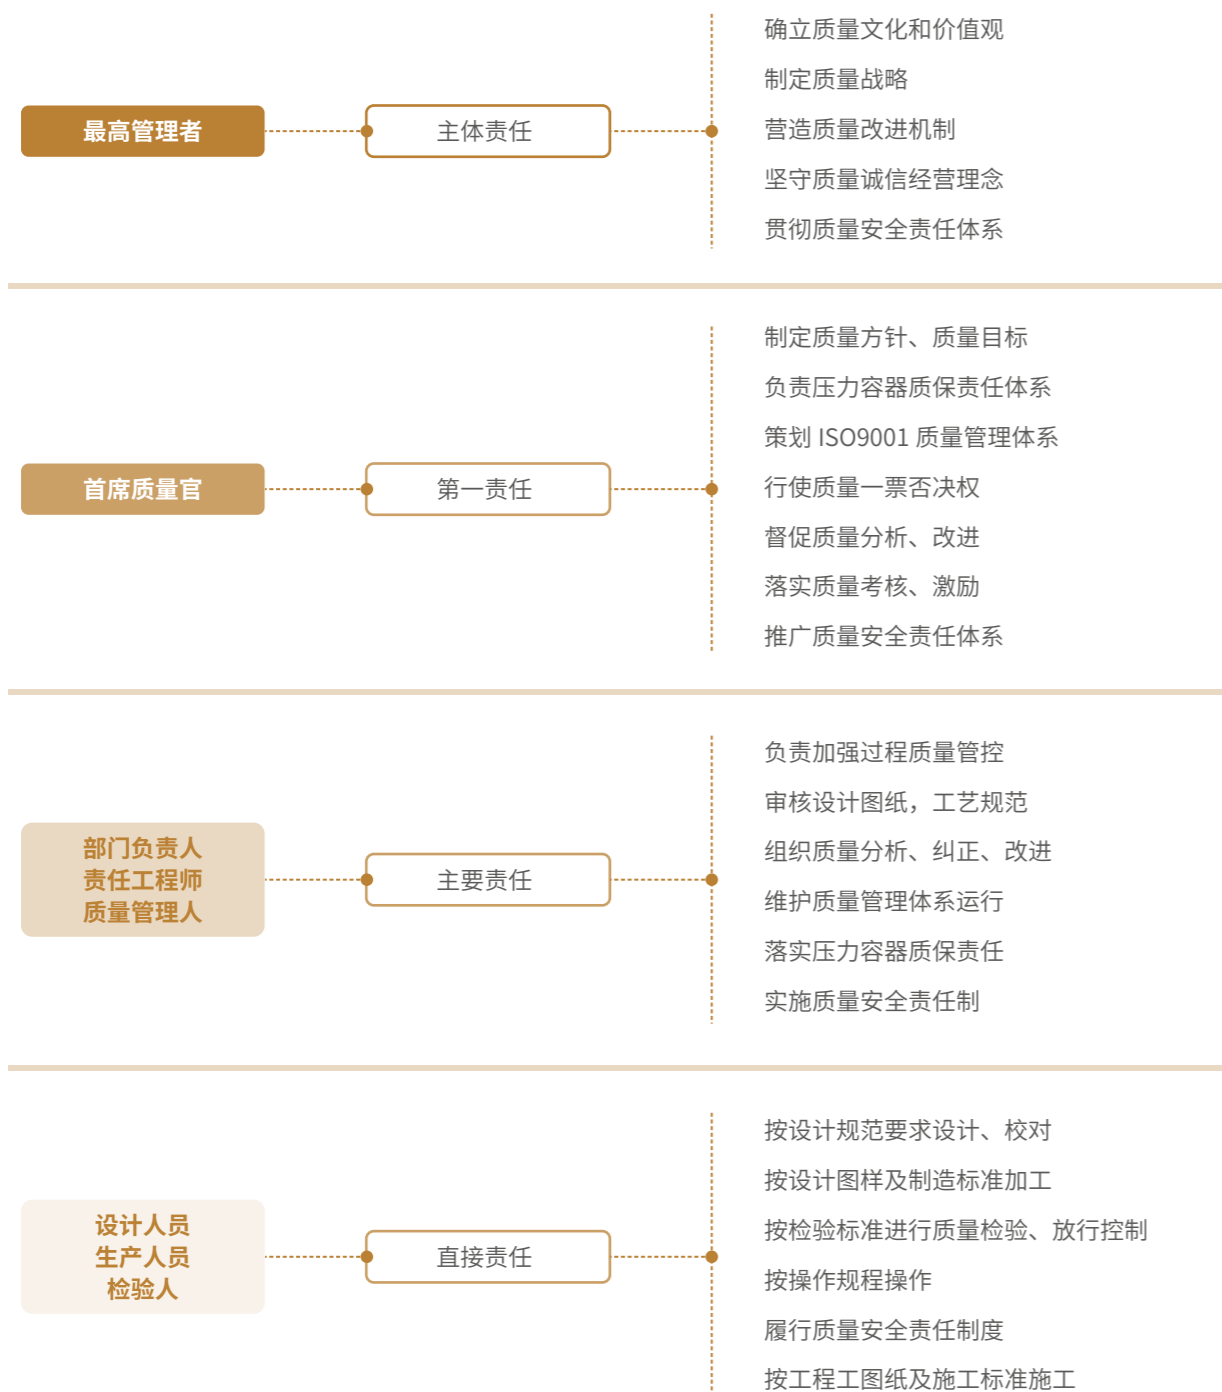 最高管理者
主体责任
确立质量文化和价值观
制定质量战略
营造质量改进机制
坚守质量诚信经营理念
贯彻质量安全责任体系
首席质量官
第一责任
制定质量方针、质量目标
负责压力容器质保责任体系
策划 ISO9001 质量管理体系
行使质量一票否决权
督促质量分析、改进
落实质量考核、激励
推广质量安全责任体系
部门负责人
责任工程师
质量管理人
主要责任
负责加强过程质量管控
审核设计图纸，工艺规范
组织质量分析、纠正、改进
维护质量管理体系运行
落实压力容器质保责任
实施质量安全责任制
设计人员
生产人员
检验人
直接责任
按设计规范要求设计、校对
按设计图样及制造标准加工
按检验标准进行质量检验、放行控制
按操作规程操作
履行质量安全责任制度
按工程工图纸及施工标准施工